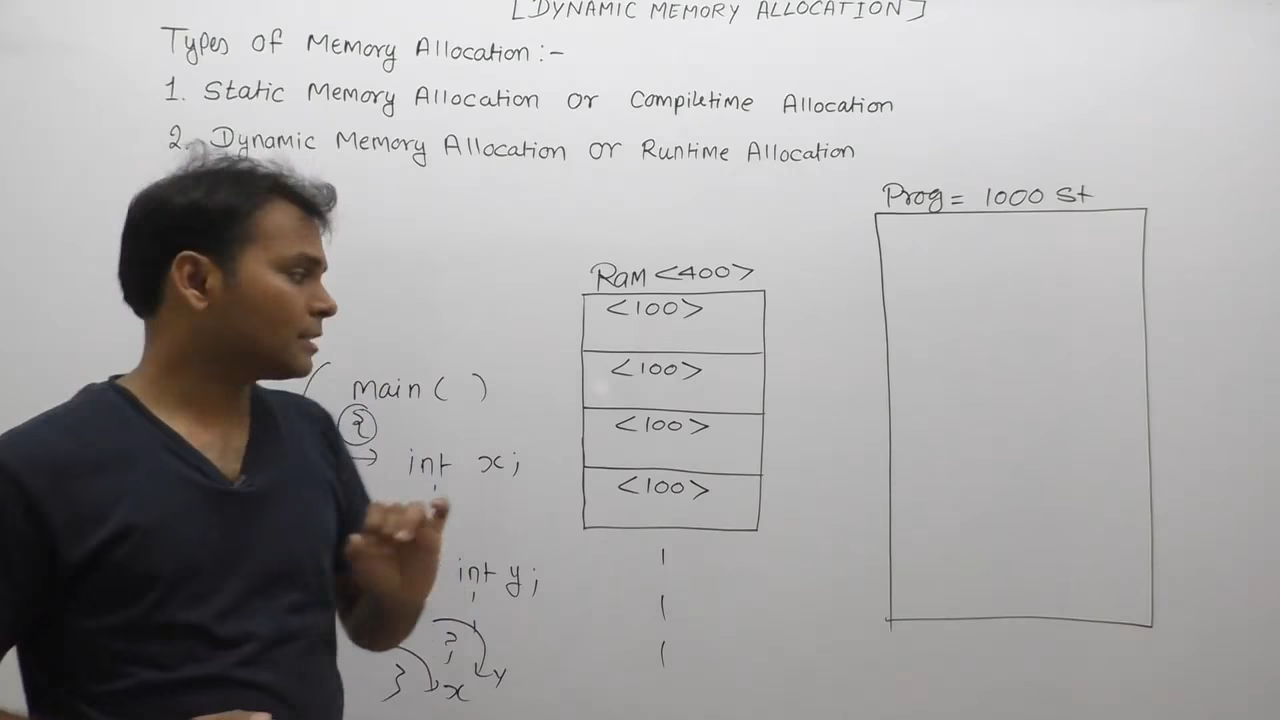 [DYNAMIC MEMORY ALLOCATION]
Types of Memory Allocation :-
1. Static Memory Allocation or Compiletime Allocation
2. Dynamic Memory Allocation or Runtime Allocation
Prog = 1000 St
Ram <400>
<100>
<100>
<100>
<100>
main( )
{
→ int x;
int y;
}
y
} x